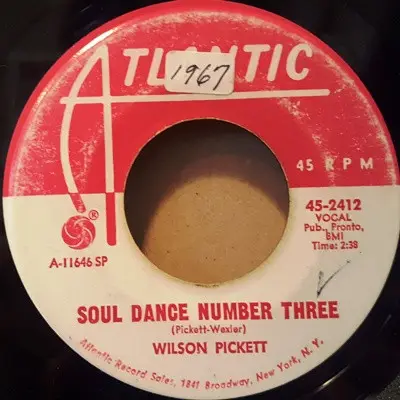 ATLANTIC
1967
45 RPM
®
45-2412
VOCAL
Pub., Pronto,
BMI
Time: 2:38
A-11646 SP
SOUL DANCE NUMBER THREE
(Pickett-Wexler)
WILSON PICKETT
Atlantic Record Sales, 1841 Broadway, New York, N. Y.